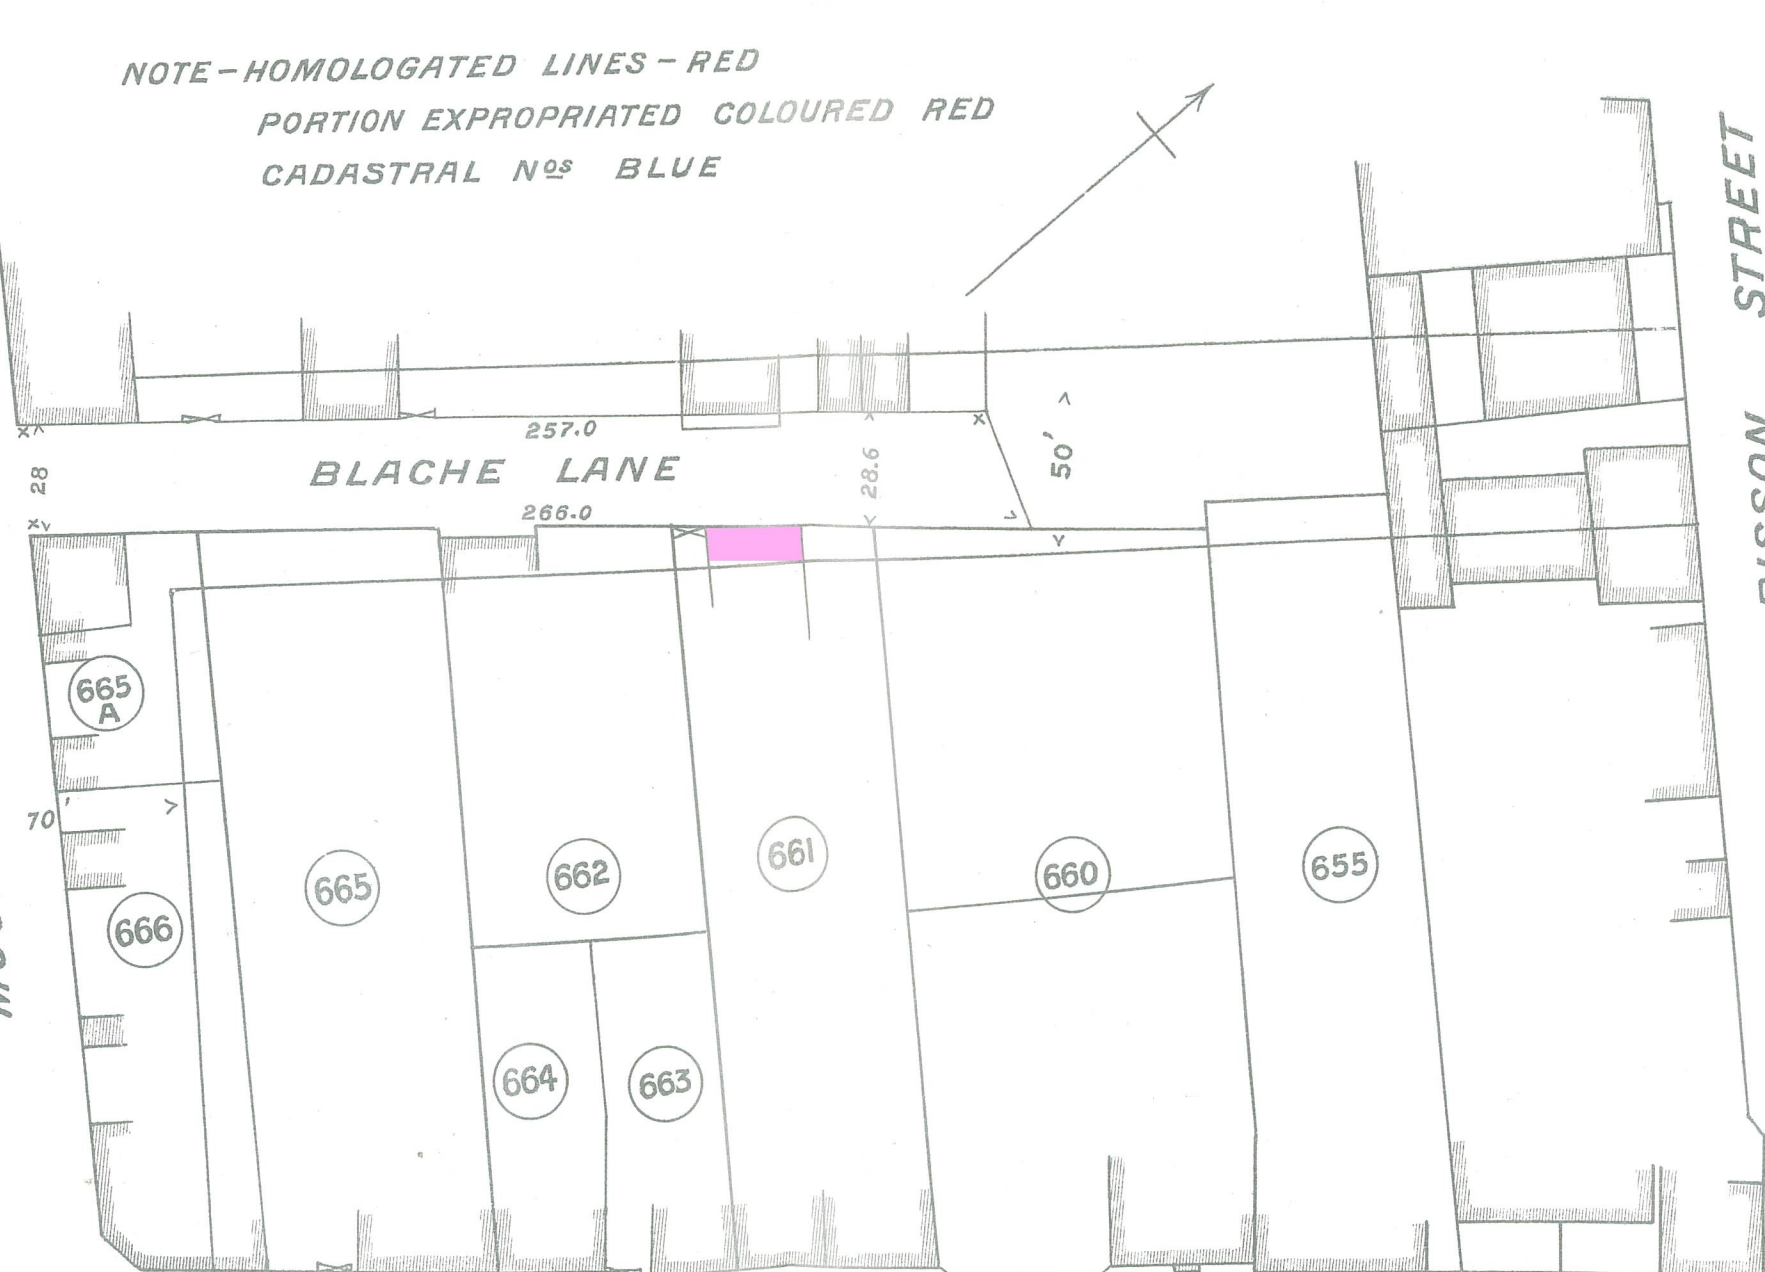 NOTE-HOMOLOGATED LINES-RED
PORTION EXPROPRIATED COLOURED RED
CADASTRAL Nos BLUE
STREET
257.0
BLACHE LANE
28
28.6
50'
266.0
665
A
70'
666
665
662
661
660
655
664
663